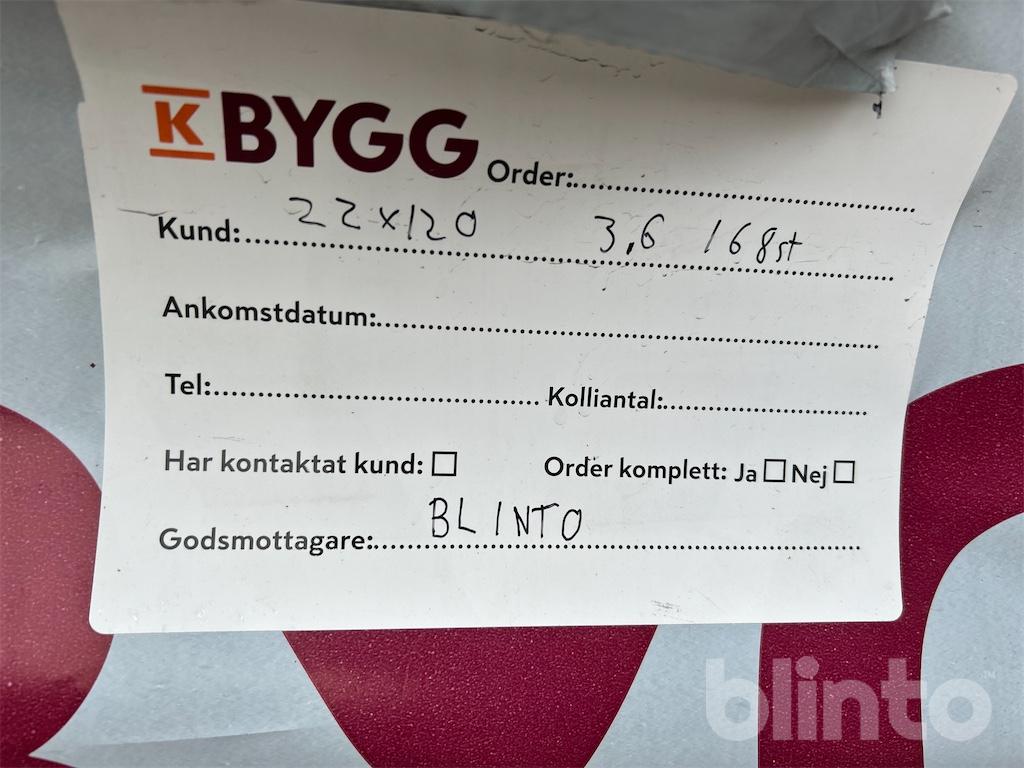 K BYGG
Order:
Kund: 22x120 3,6 168st
Ankomstdatum:
Tel: Kolliantal:
Har kontaktat kund: ☐ Order komplett: Ja ☐ Nej ☐
Godsmottagare: BLINTO
blinto™